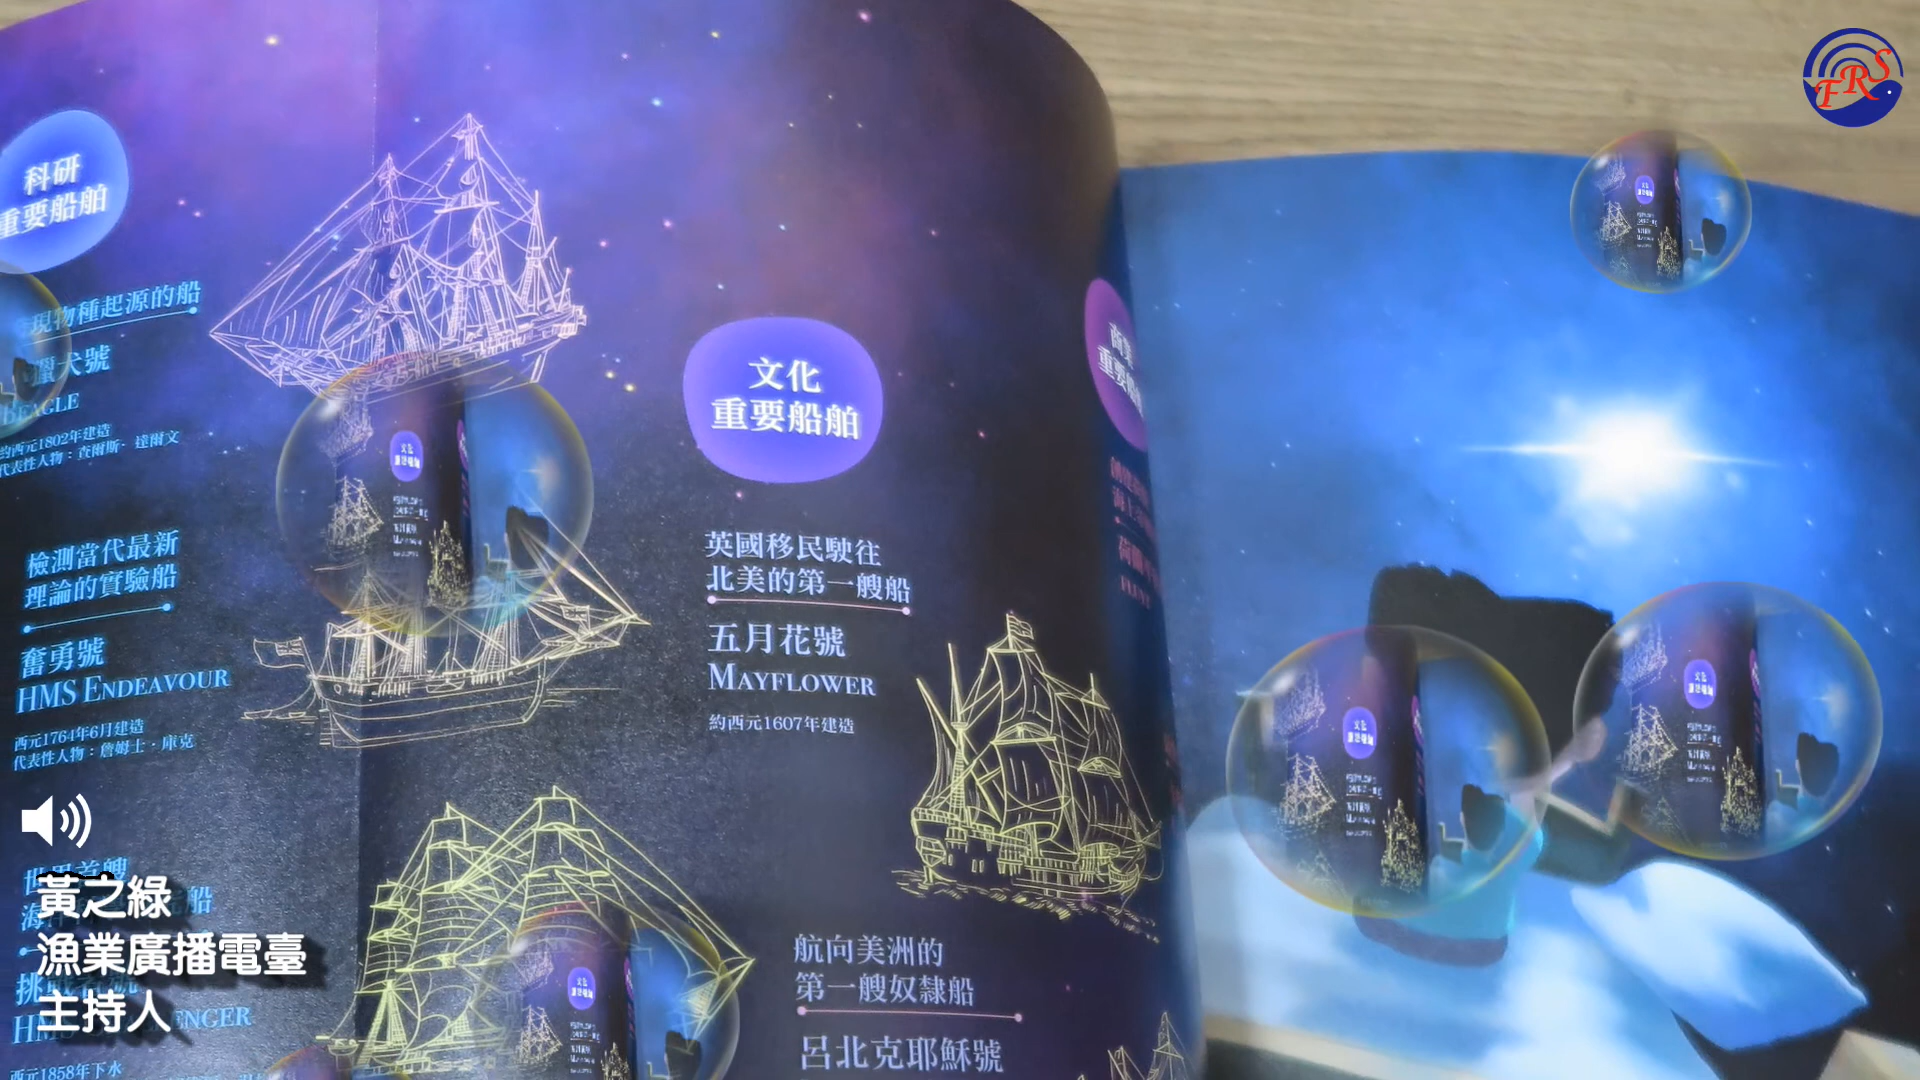 FRS
科研
重要船舶
現物種起源的船
獵犬號
BEAGLE
約西元1802年建造
代表性人物：查爾斯·達爾文
檢測當代最新
理論的實驗船
奮勇號
HMS ENDEAVOUR
西元1764年6月建造
代表性人物：詹姆士·庫克
西元1858年下水
文化
重要船舶
英國移民駛往
北美的第一艘船
五月花號
MAYFLOWER
約西元1607年建造
航向美洲的
第一艘奴隸船
呂北克耶穌號
重要
黃之綠
漁業廣播電臺
主持人